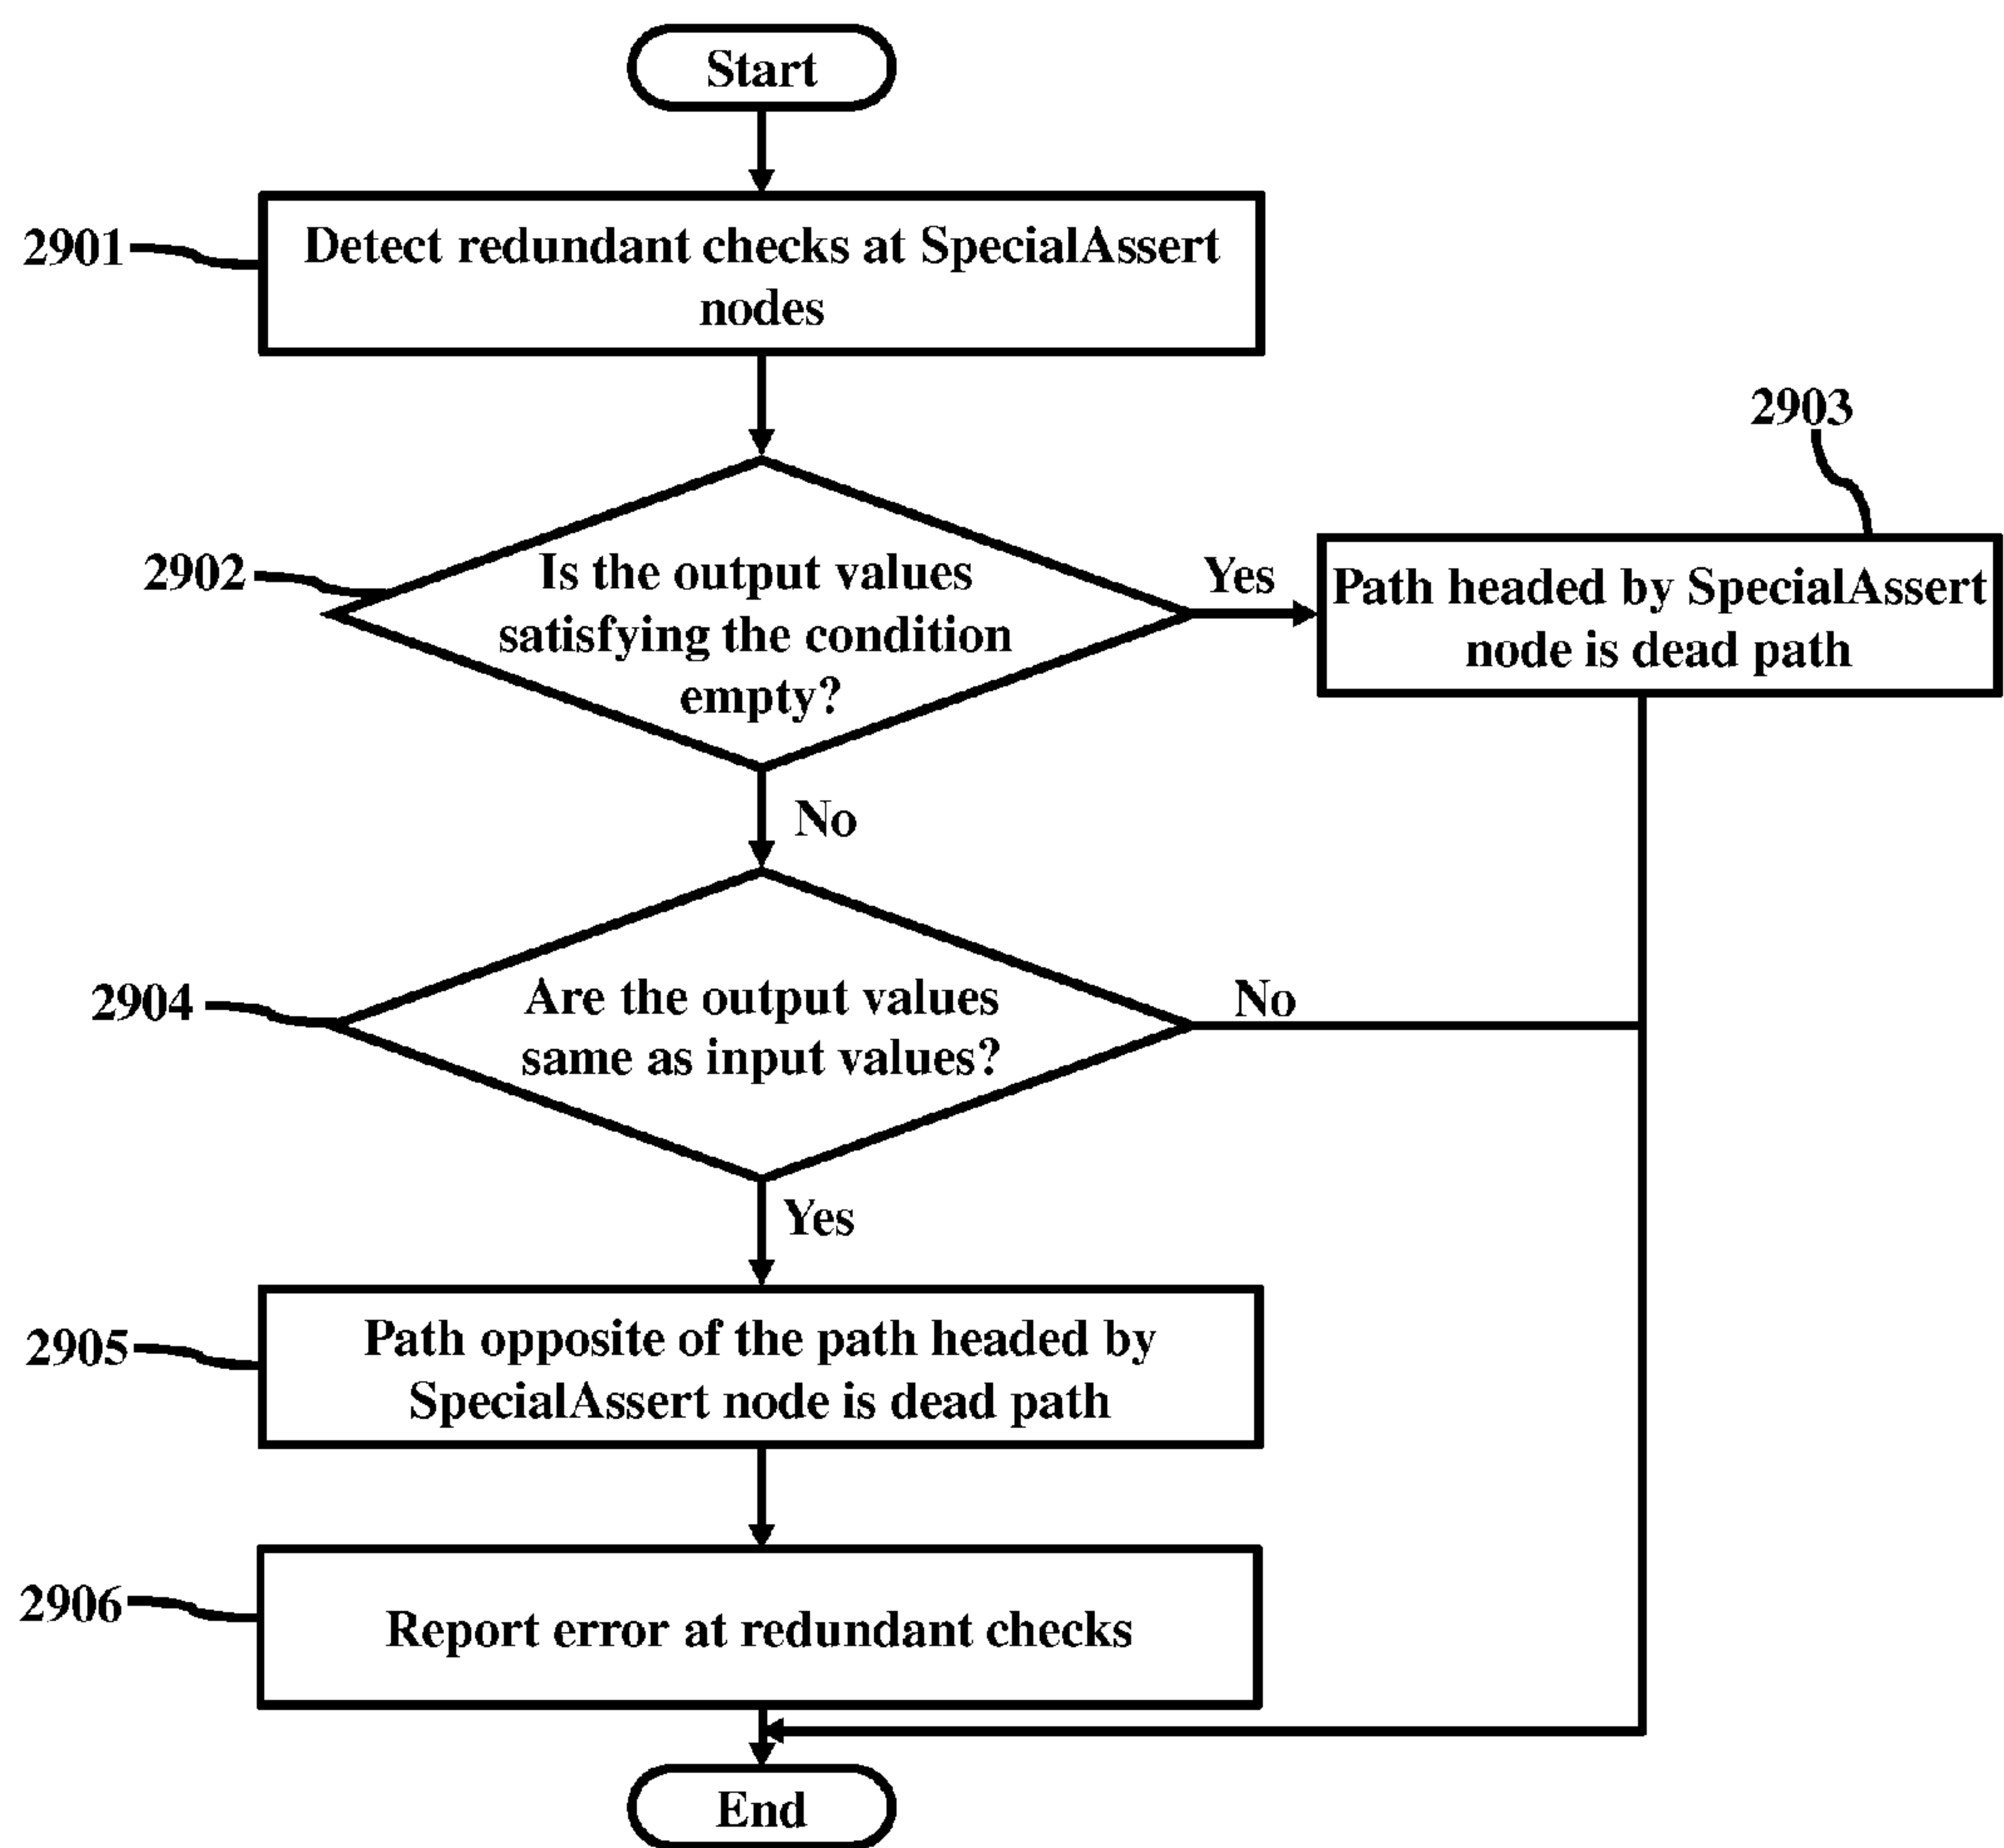 Start
2901
Detect redundant checks at SpecialAssert
nodes
2903
2902
Is the output values
satisfying the condition
empty?
Yes
Path headed by SpecialAssert
node is dead path
No
2904
Are the output values
same as input values?
No
Yes
2905
Path opposite of the path headed by
SpecialAssert node is dead path
2906
Report error at redundant checks
End